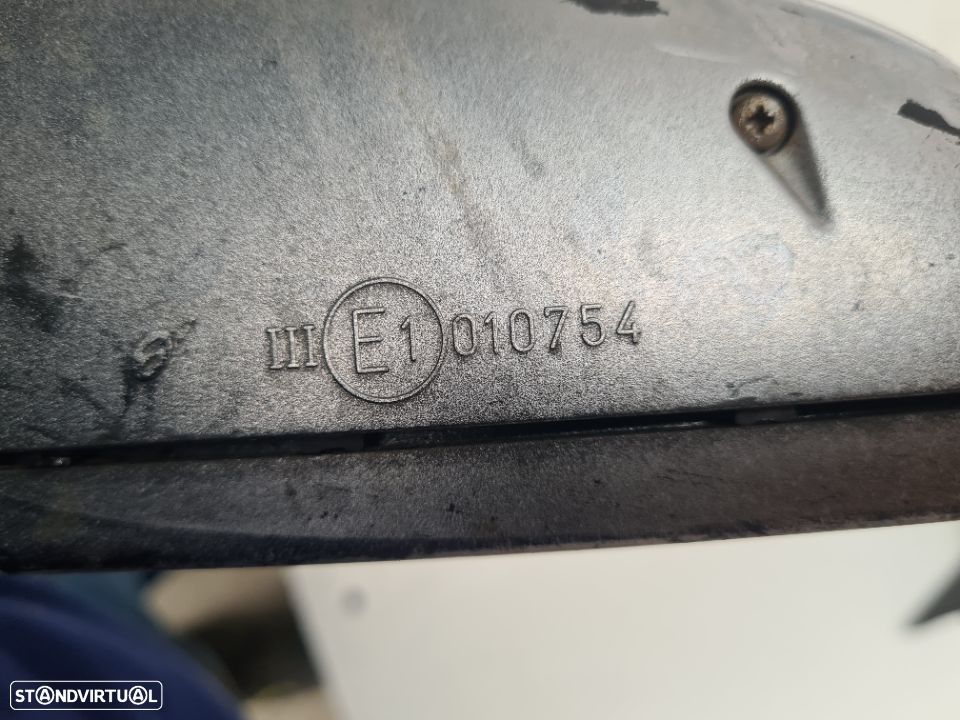 III E1 010754
STANDVIRTUAL